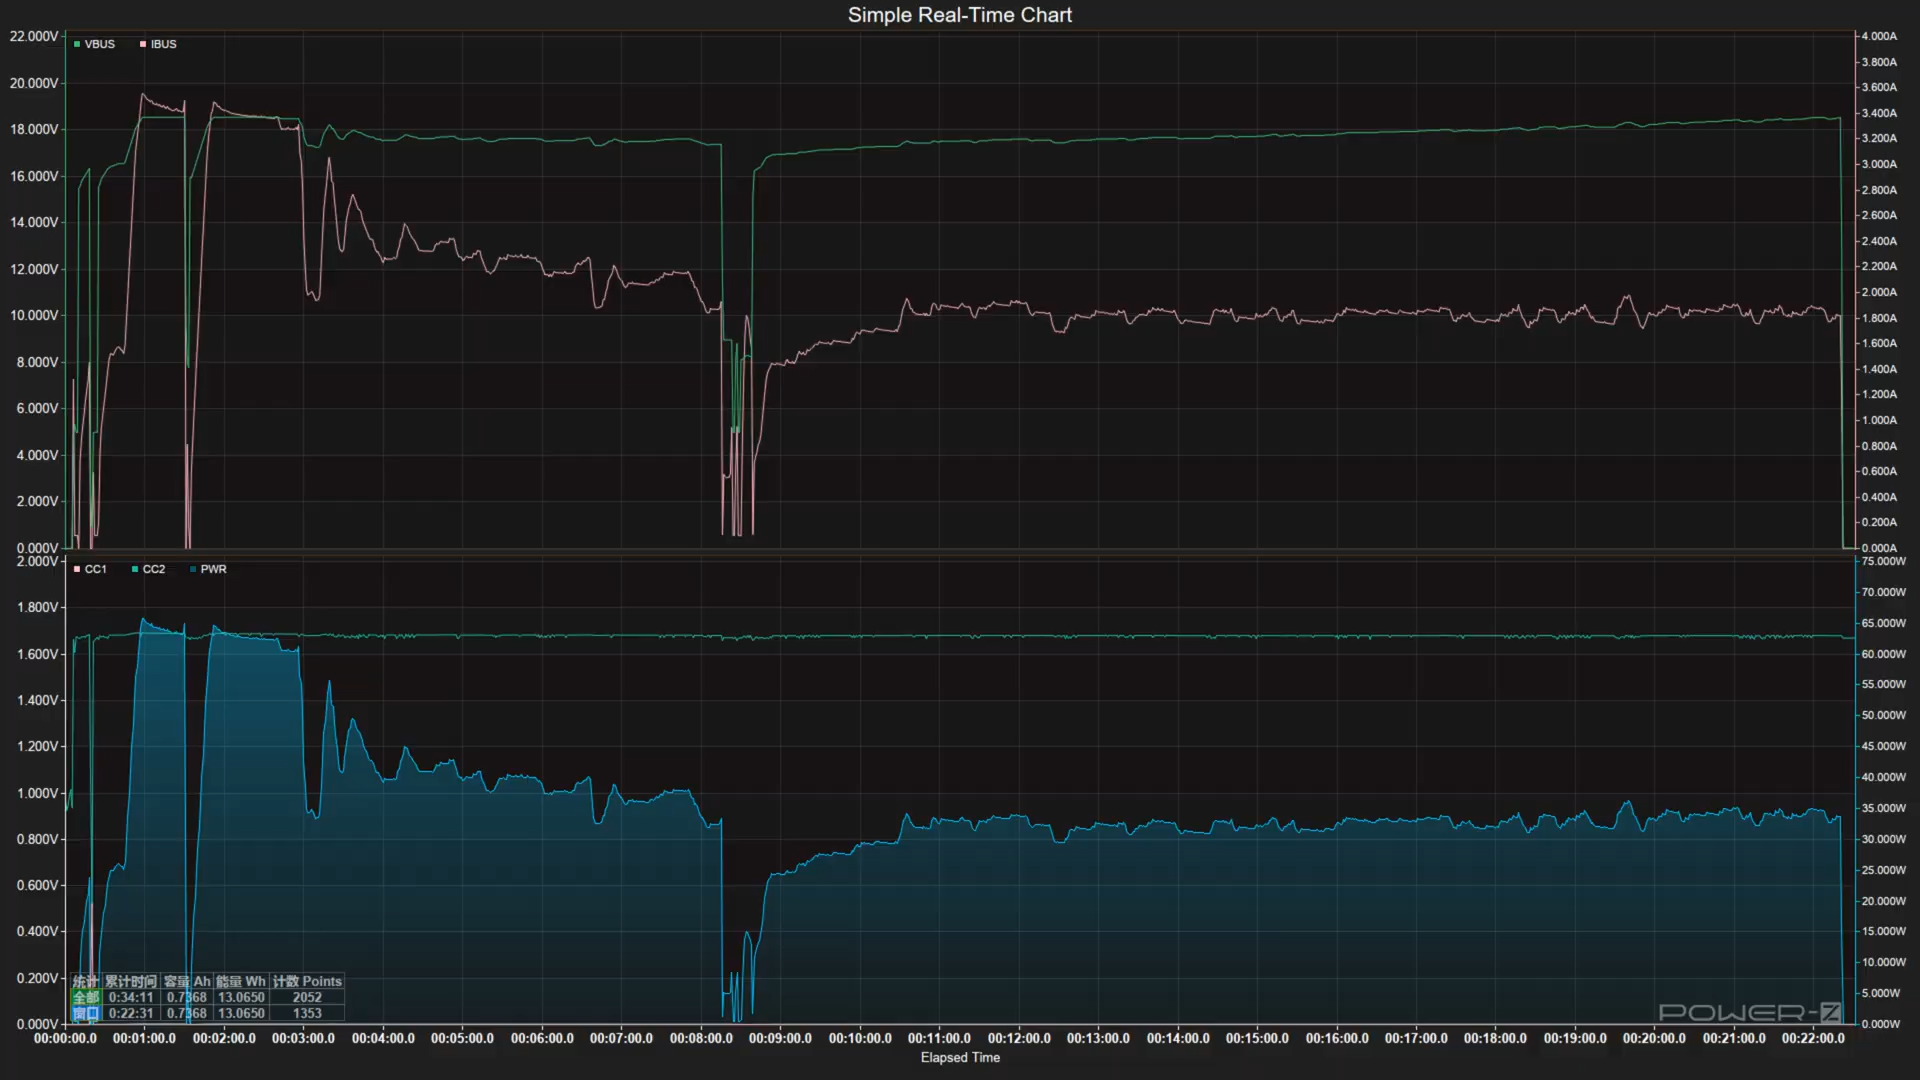 Simple Real-Time Chart
VBUS IBUS
22.000V
20.000V
18.000V
16.000V
14.000V
12.000V
10.000V
8.000V
6.000V
4.000V
2.000V
0.000V
4.000A
3.800A
3.600A
3.400A
3.200A
3.000A
2.800A
2.600A
2.400A
2.200A
2.000A
1.800A
1.600A
1.400A
1.200A
1.000A
0.800A
0.600A
0.400A
0.200A
0.000A
CC1 CC2 PWR
2.000V
1.800V
1.600V
1.400V
1.200V
1.000V
0.800V
0.600V
0.400V
0.200V
0.000V
75.000W
70.000W
65.000W
60.000W
55.000W
50.000W
45.000W
40.000W
35.000W
30.000W
25.000W
20.000W
15.000W
10.000W
5.000W
0.000W
统计 累计时间 容量 Ah 能量 Wh 计数 Points
全部 0:34:11 0.7368 13.0650 2052
窗口 0:22:31 0.7368 13.0650 1353
POWER-Z
00:00:00.0 00:01:00.0 00:02:00.0 00:03:00.0 00:04:00.0 00:05:00.0 00:06:00.0 00:07:00.0 00:08:00.0 00:09:00.0 00:10:00.0 00:11:00.0 00:12:00.0 00:13:00.0 00:14:00.0 00:15:00.0 00:16:00.0 00:17:00.0 00:18:00.0 00:19:00.0 00:20:00.0 00:21:00.0 00:22:00.0
Elapsed Time